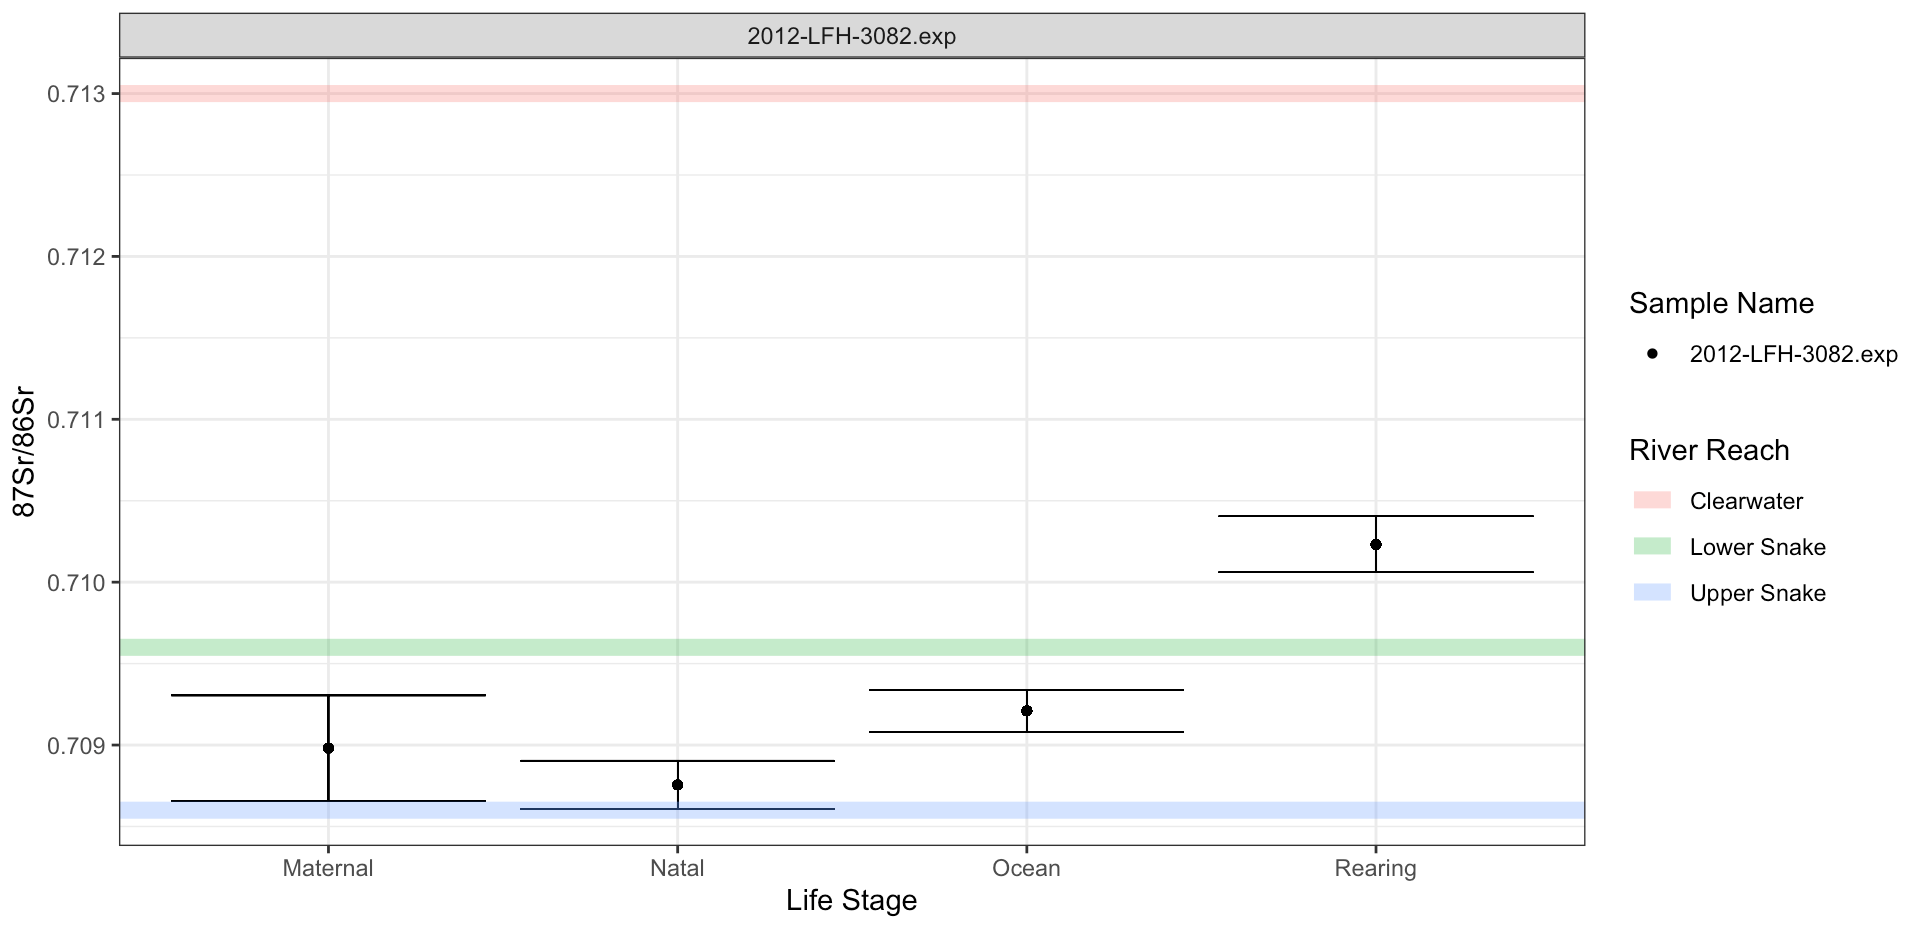 2012-LFH-3082.exp
0.713
0.712
0.711
0.710
0.709
87Sr/86Sr
Maternal
Natal
Ocean
Rearing
Life Stage
Sample Name
2012-LFH-3082.exp
River Reach
Clearwater
Lower Snake
Upper Snake